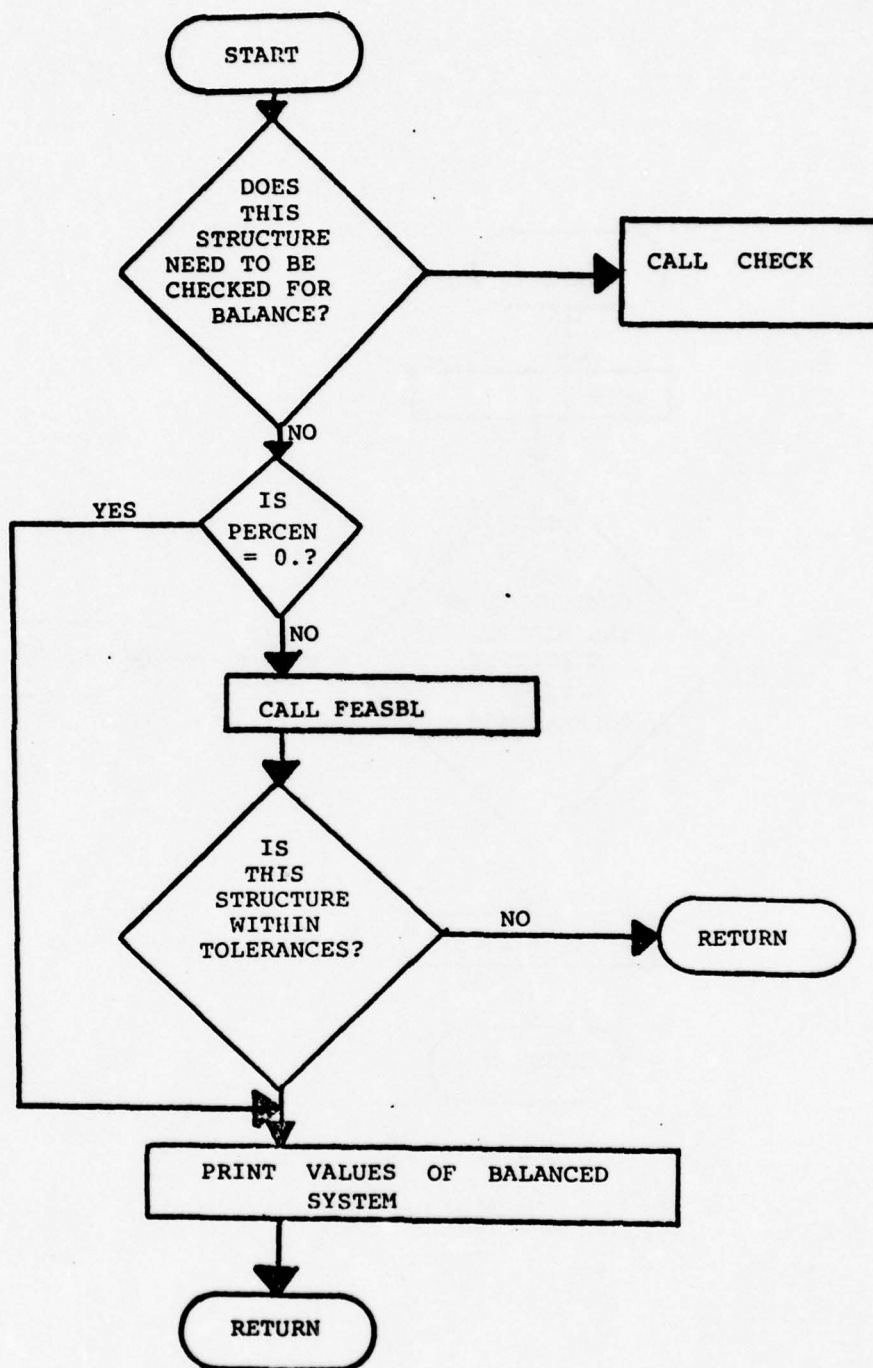 START
DOES
THIS
STRUCTURE
NEED TO BE
CHECKED FOR
BALANCE?
CALL CHECK
NO
YES
IS
PERCEN
= 0.?
NO
CALL FEASBL
IS
THIS
STRUCTURE
WITHIN
TOLERANCES?
NO
RETURN
PRINT VALUES OF BALANCED
SYSTEM
RETURN